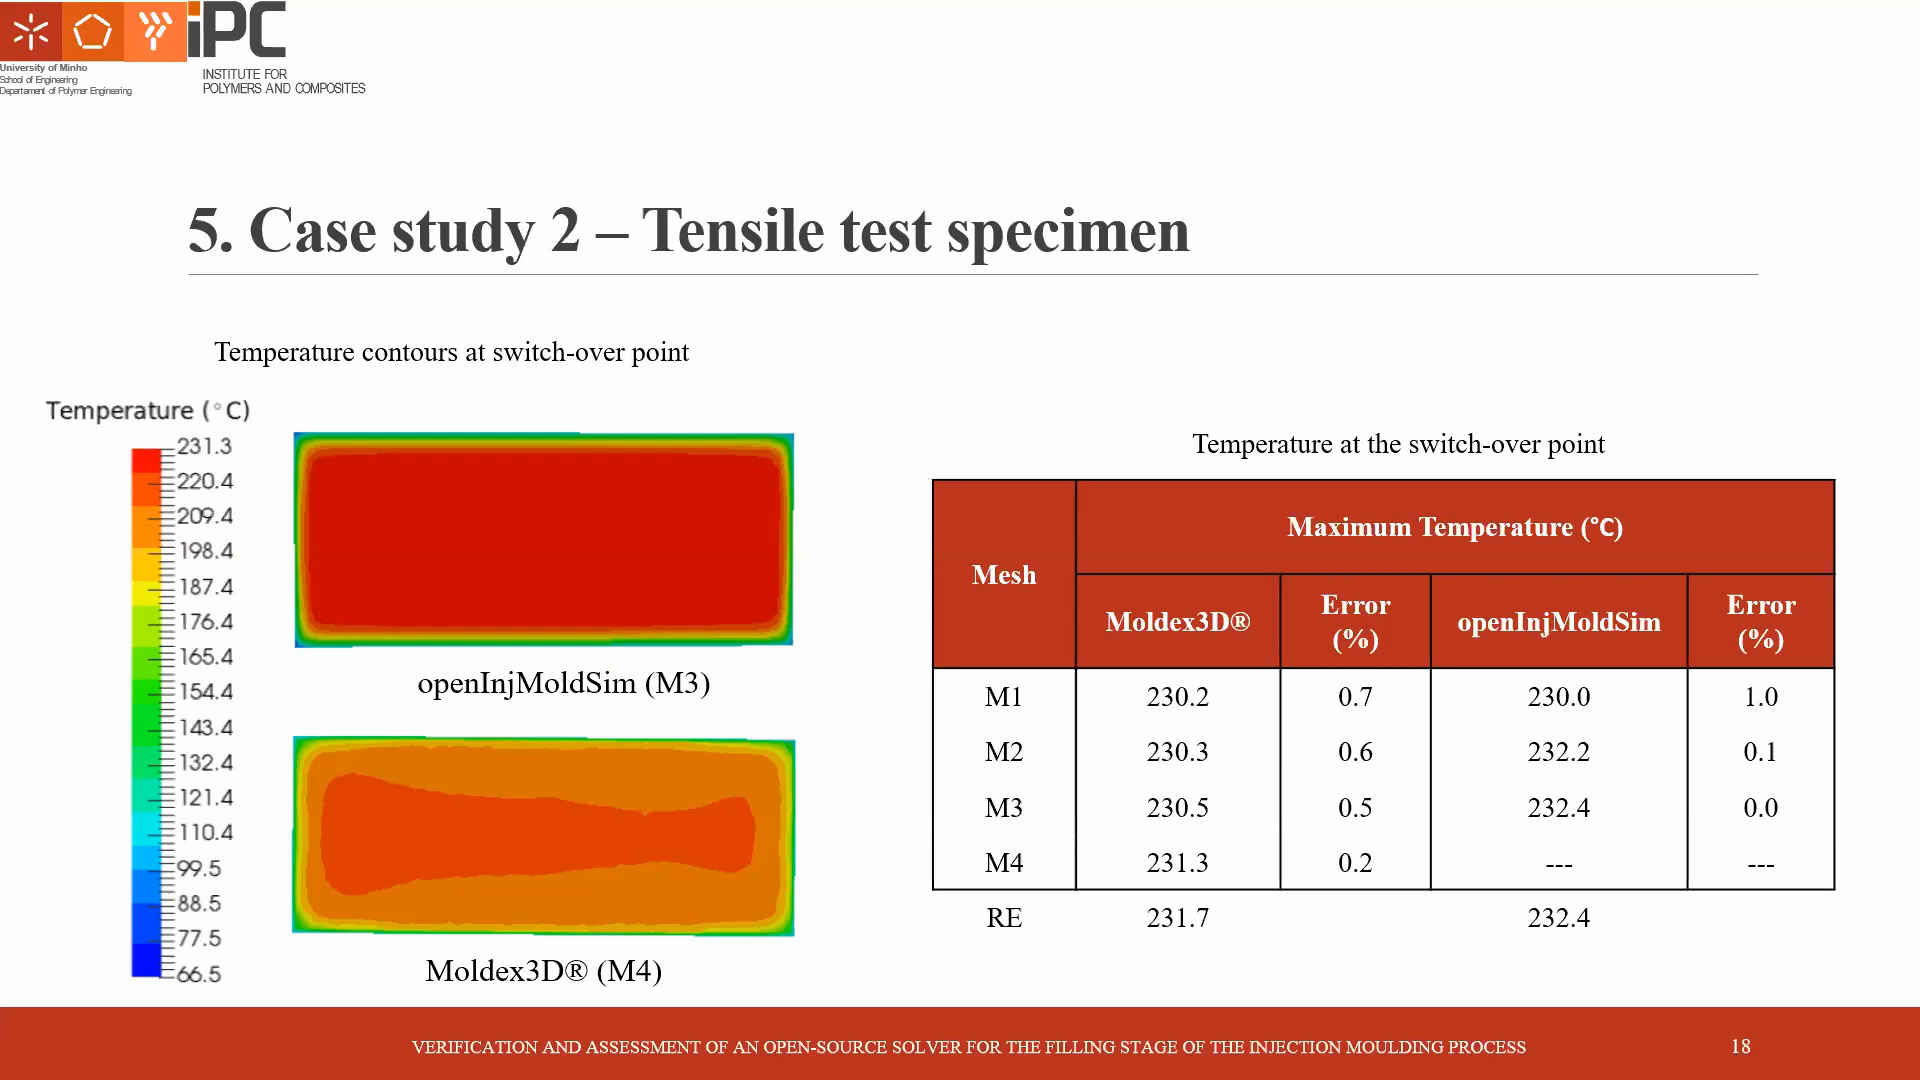 iPC
University of Minho
School of Engineering
Departament of Polymer Engineering
INSTITUTE FOR
POLYMERS AND COMPOSITES
5. Case study 2 – Tensile test specimen
Temperature contours at switch-over point
Temperature (°C)
231.3
220.4
209.4
198.4
187.4
176.4
165.4
154.4
143.4
132.4
121.4
110.4
99.5
88.5
77.5
66.5
openInjMoldSim (M3)
Moldex3D® (M4)
Temperature at the switch-over point
Mesh
Maximum Temperature (°C)
Moldex3D® Error (%) openInjMoldSim Error (%)
M1 230.2 0.7 230.0 1.0
M2 230.3 0.6 232.2 0.1
M3 230.5 0.5 232.4 0.0
M4 231.3 0.2 --- ---
RE 231.7 232.4
VERIFICATION AND ASSESSMENT OF AN OPEN-SOURCE SOLVER FOR THE FILLING STAGE OF THE INJECTION MOULDING PROCESS
18